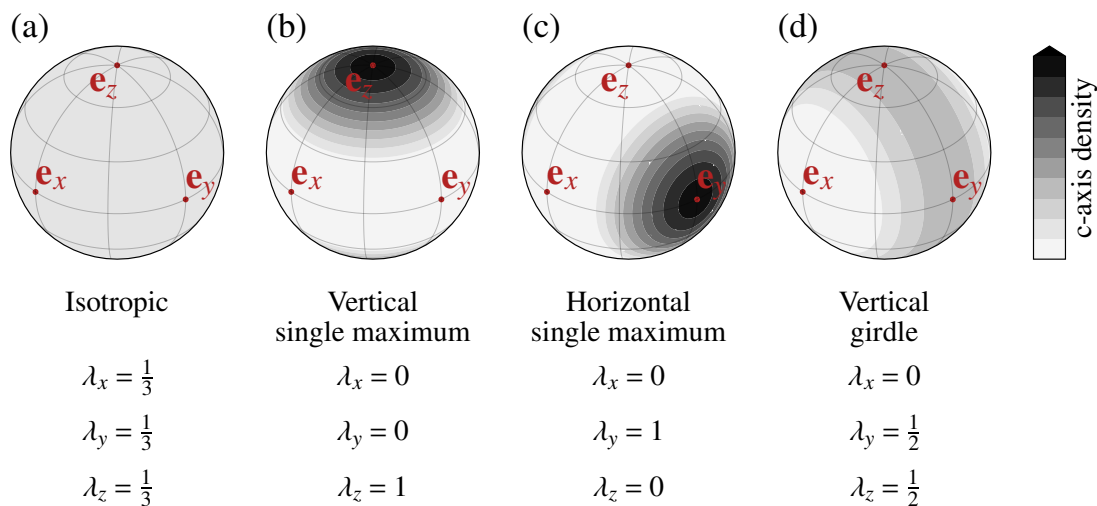 (a) (b) (c) (d)
e_z e_z e_z e_z
e_x e_y e_x e_y e_y e_x e_y
c-axis density
Isotropic Vertical Horizontal Vertical
single maximum single maximum girdle
λ_x = 1/3 λ_x = 0 λ_x = 0 λ_x = 0
λ_y = 1/3 λ_y = 0 λ_y = 1 λ_y = 1/2
λ_z = 1/3 λ_z = 1 λ_z = 0 λ_z = 1/2